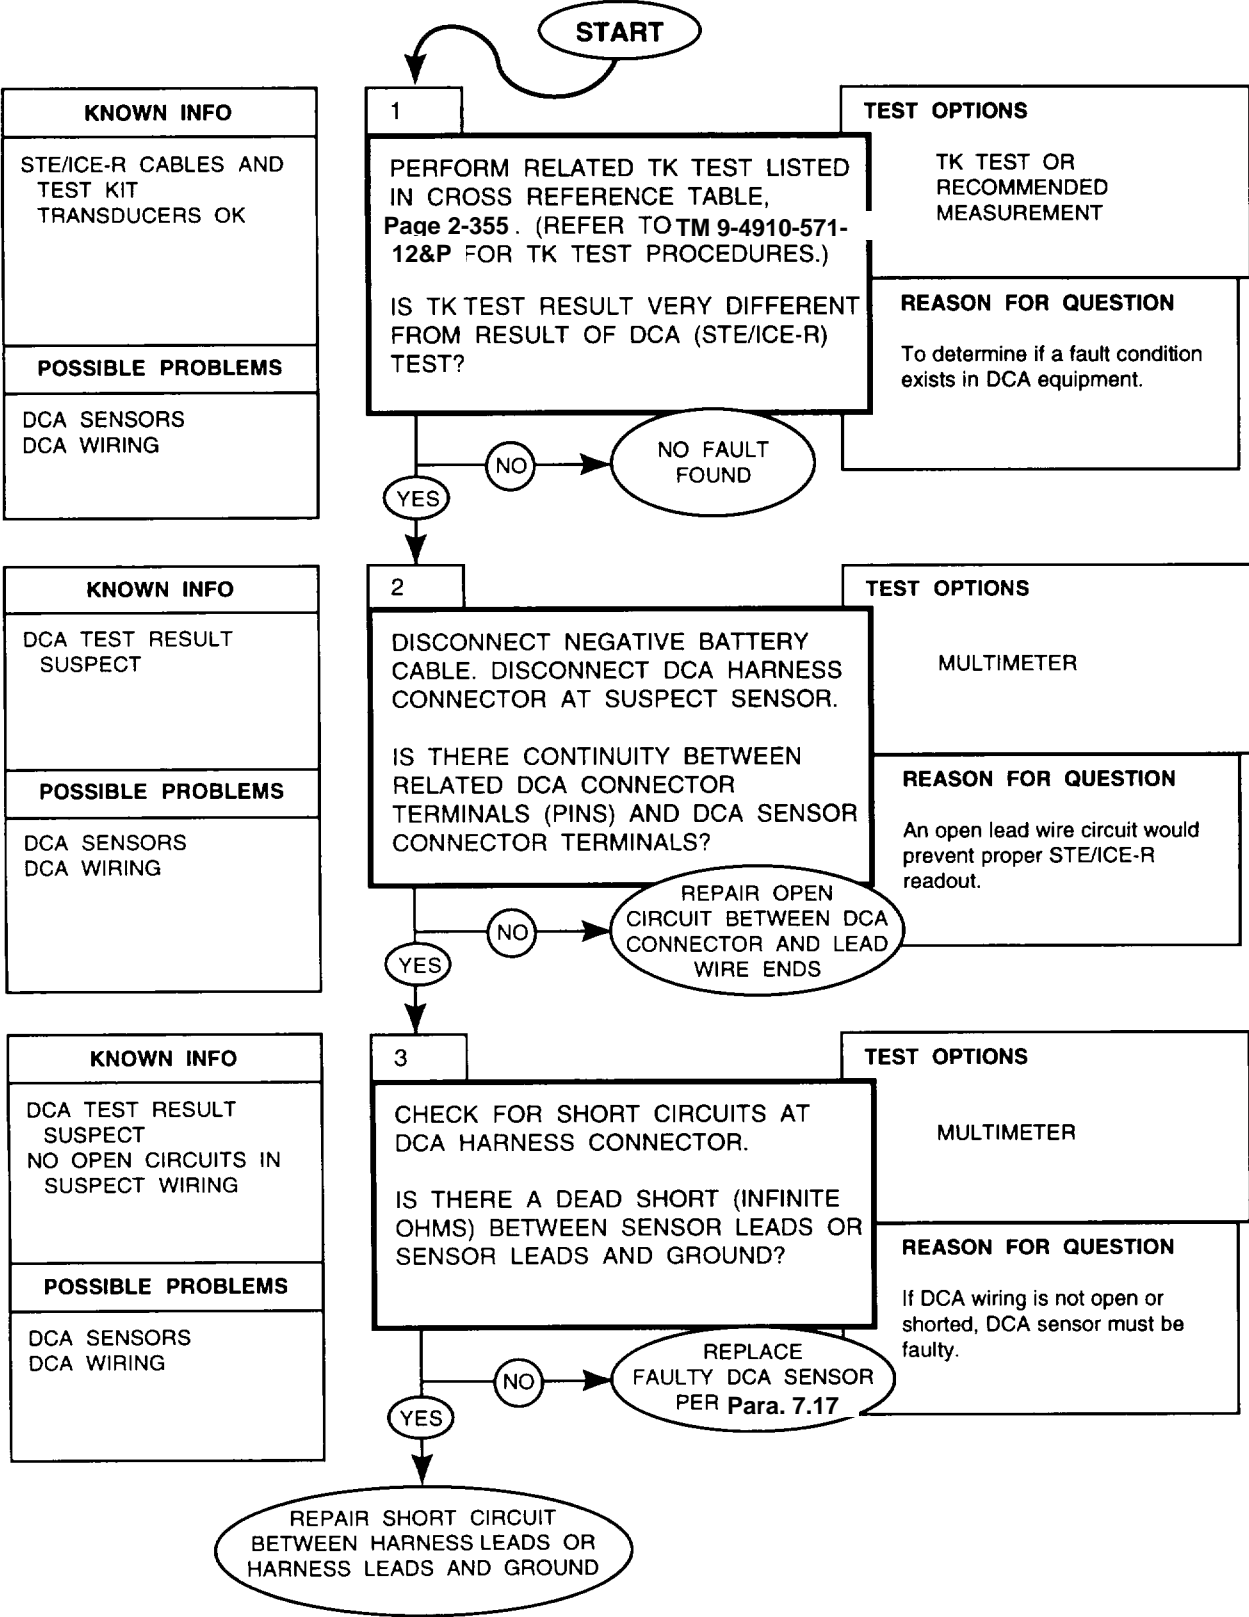 START
KNOWN INFO
STE/ICE-R CABLES AND
TEST KIT
TRANSDUCERS OK
POSSIBLE PROBLEMS
DCA SENSORS
DCA WIRING
1
PERFORM RELATED TK TEST LISTED
IN CROSS REFERENCE TABLE,
Page 2-355. (REFER TO TM 9-4910-571-
12&P FOR TK TEST PROCEDURES.)
IS TK TEST RESULT VERY DIFFERENT
FROM RESULT OF DCA (STE/ICE-R)
TEST?
TEST OPTIONS
TK TEST OR
RECOMMENDED
MEASUREMENT
REASON FOR QUESTION
To determine if a fault condition
exists in DCA equipment.
NO
NO FAULT
FOUND
YES
KNOWN INFO
DCA TEST RESULT
SUSPECT
POSSIBLE PROBLEMS
DCA SENSORS
DCA WIRING
2
DISCONNECT NEGATIVE BATTERY
CABLE. DISCONNECT DCA HARNESS
CONNECTOR AT SUSPECT SENSOR.
IS THERE CONTINUITY BETWEEN
RELATED DCA CONNECTOR
TERMINALS (PINS) AND DCA SENSOR
CONNECTOR TERMINALS?
TEST OPTIONS
MULTIMETER
REASON FOR QUESTION
An open lead wire circuit would
prevent proper STE/ICE-R
readout.
NO
REPAIR OPEN
CIRCUIT BETWEEN DCA
CONNECTOR AND LEAD
WIRE ENDS
YES
KNOWN INFO
DCA TEST RESULT
SUSPECT
NO OPEN CIRCUITS IN
SUSPECT WIRING
POSSIBLE PROBLEMS
DCA SENSORS
DCA WIRING
3
CHECK FOR SHORT CIRCUITS AT
DCA HARNESS CONNECTOR.
IS THERE A DEAD SHORT (INFINITE
OHMS) BETWEEN SENSOR LEADS OR
SENSOR LEADS AND GROUND?
TEST OPTIONS
MULTIMETER
REASON FOR QUESTION
If DCA wiring is not open or
shorted, DCA sensor must be
faulty.
NO
REPLACE
FAULTY DCA SENSOR
PER Para. 7.17
YES
REPAIR SHORT CIRCUIT
BETWEEN HARNESS LEADS OR
HARNESS LEADS AND GROUND